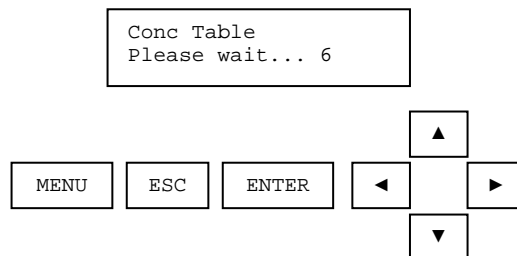 Conc Table
Please wait... 6
▲
MENU ESC ENTER ◄ ►
▼